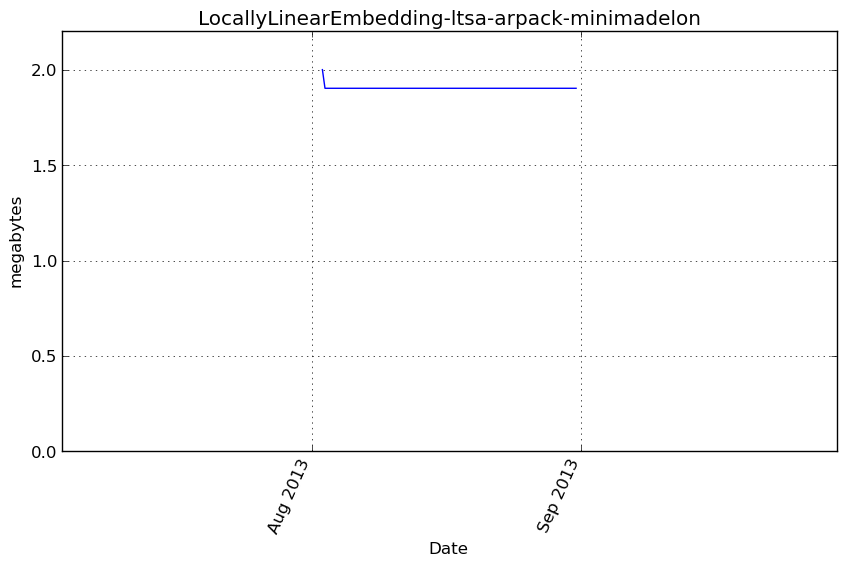 LocallyLinearEmbedding-ltsa-arpack-minimadelon
2.0
1.5
1.0
0.5
0.0
megabytes
Aug 2013
Sep 2013
Date